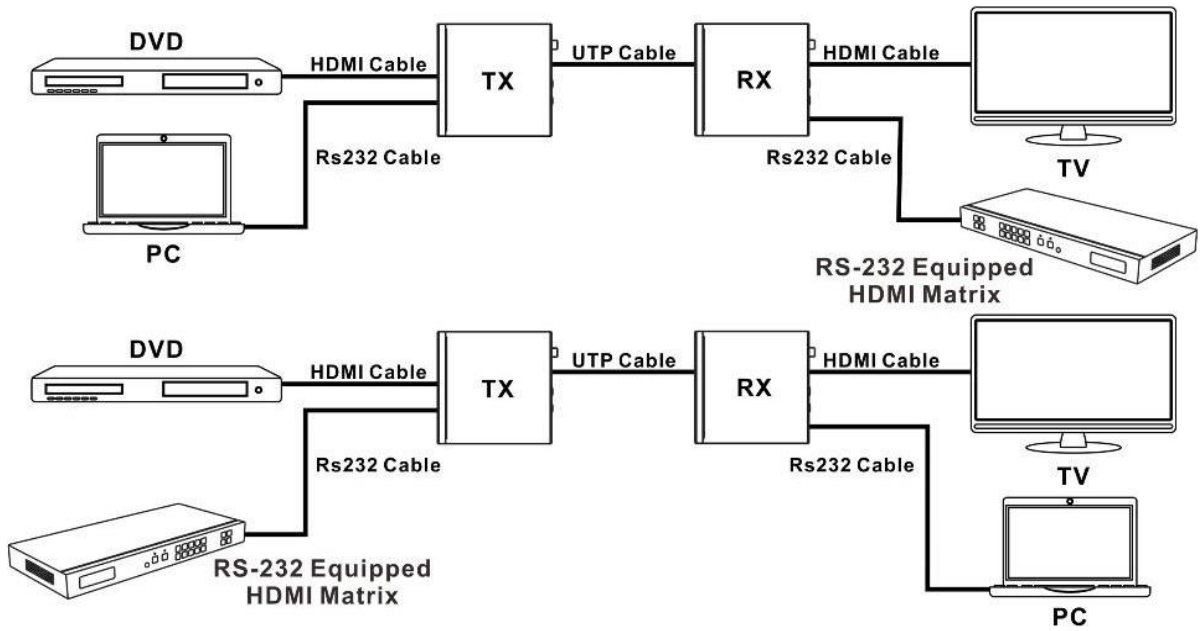 DVD
HDMI Cable
TX
UTP Cable
RX
HDMI Cable
Rs232 Cable
Rs232 Cable
TV
PC
RS-232 Equipped
HDMI Matrix
DVD
HDMI Cable
TX
UTP Cable
RX
HDMI Cable
Rs232 Cable
Rs232 Cable
TV
RS-232 Equipped
HDMI Matrix
PC